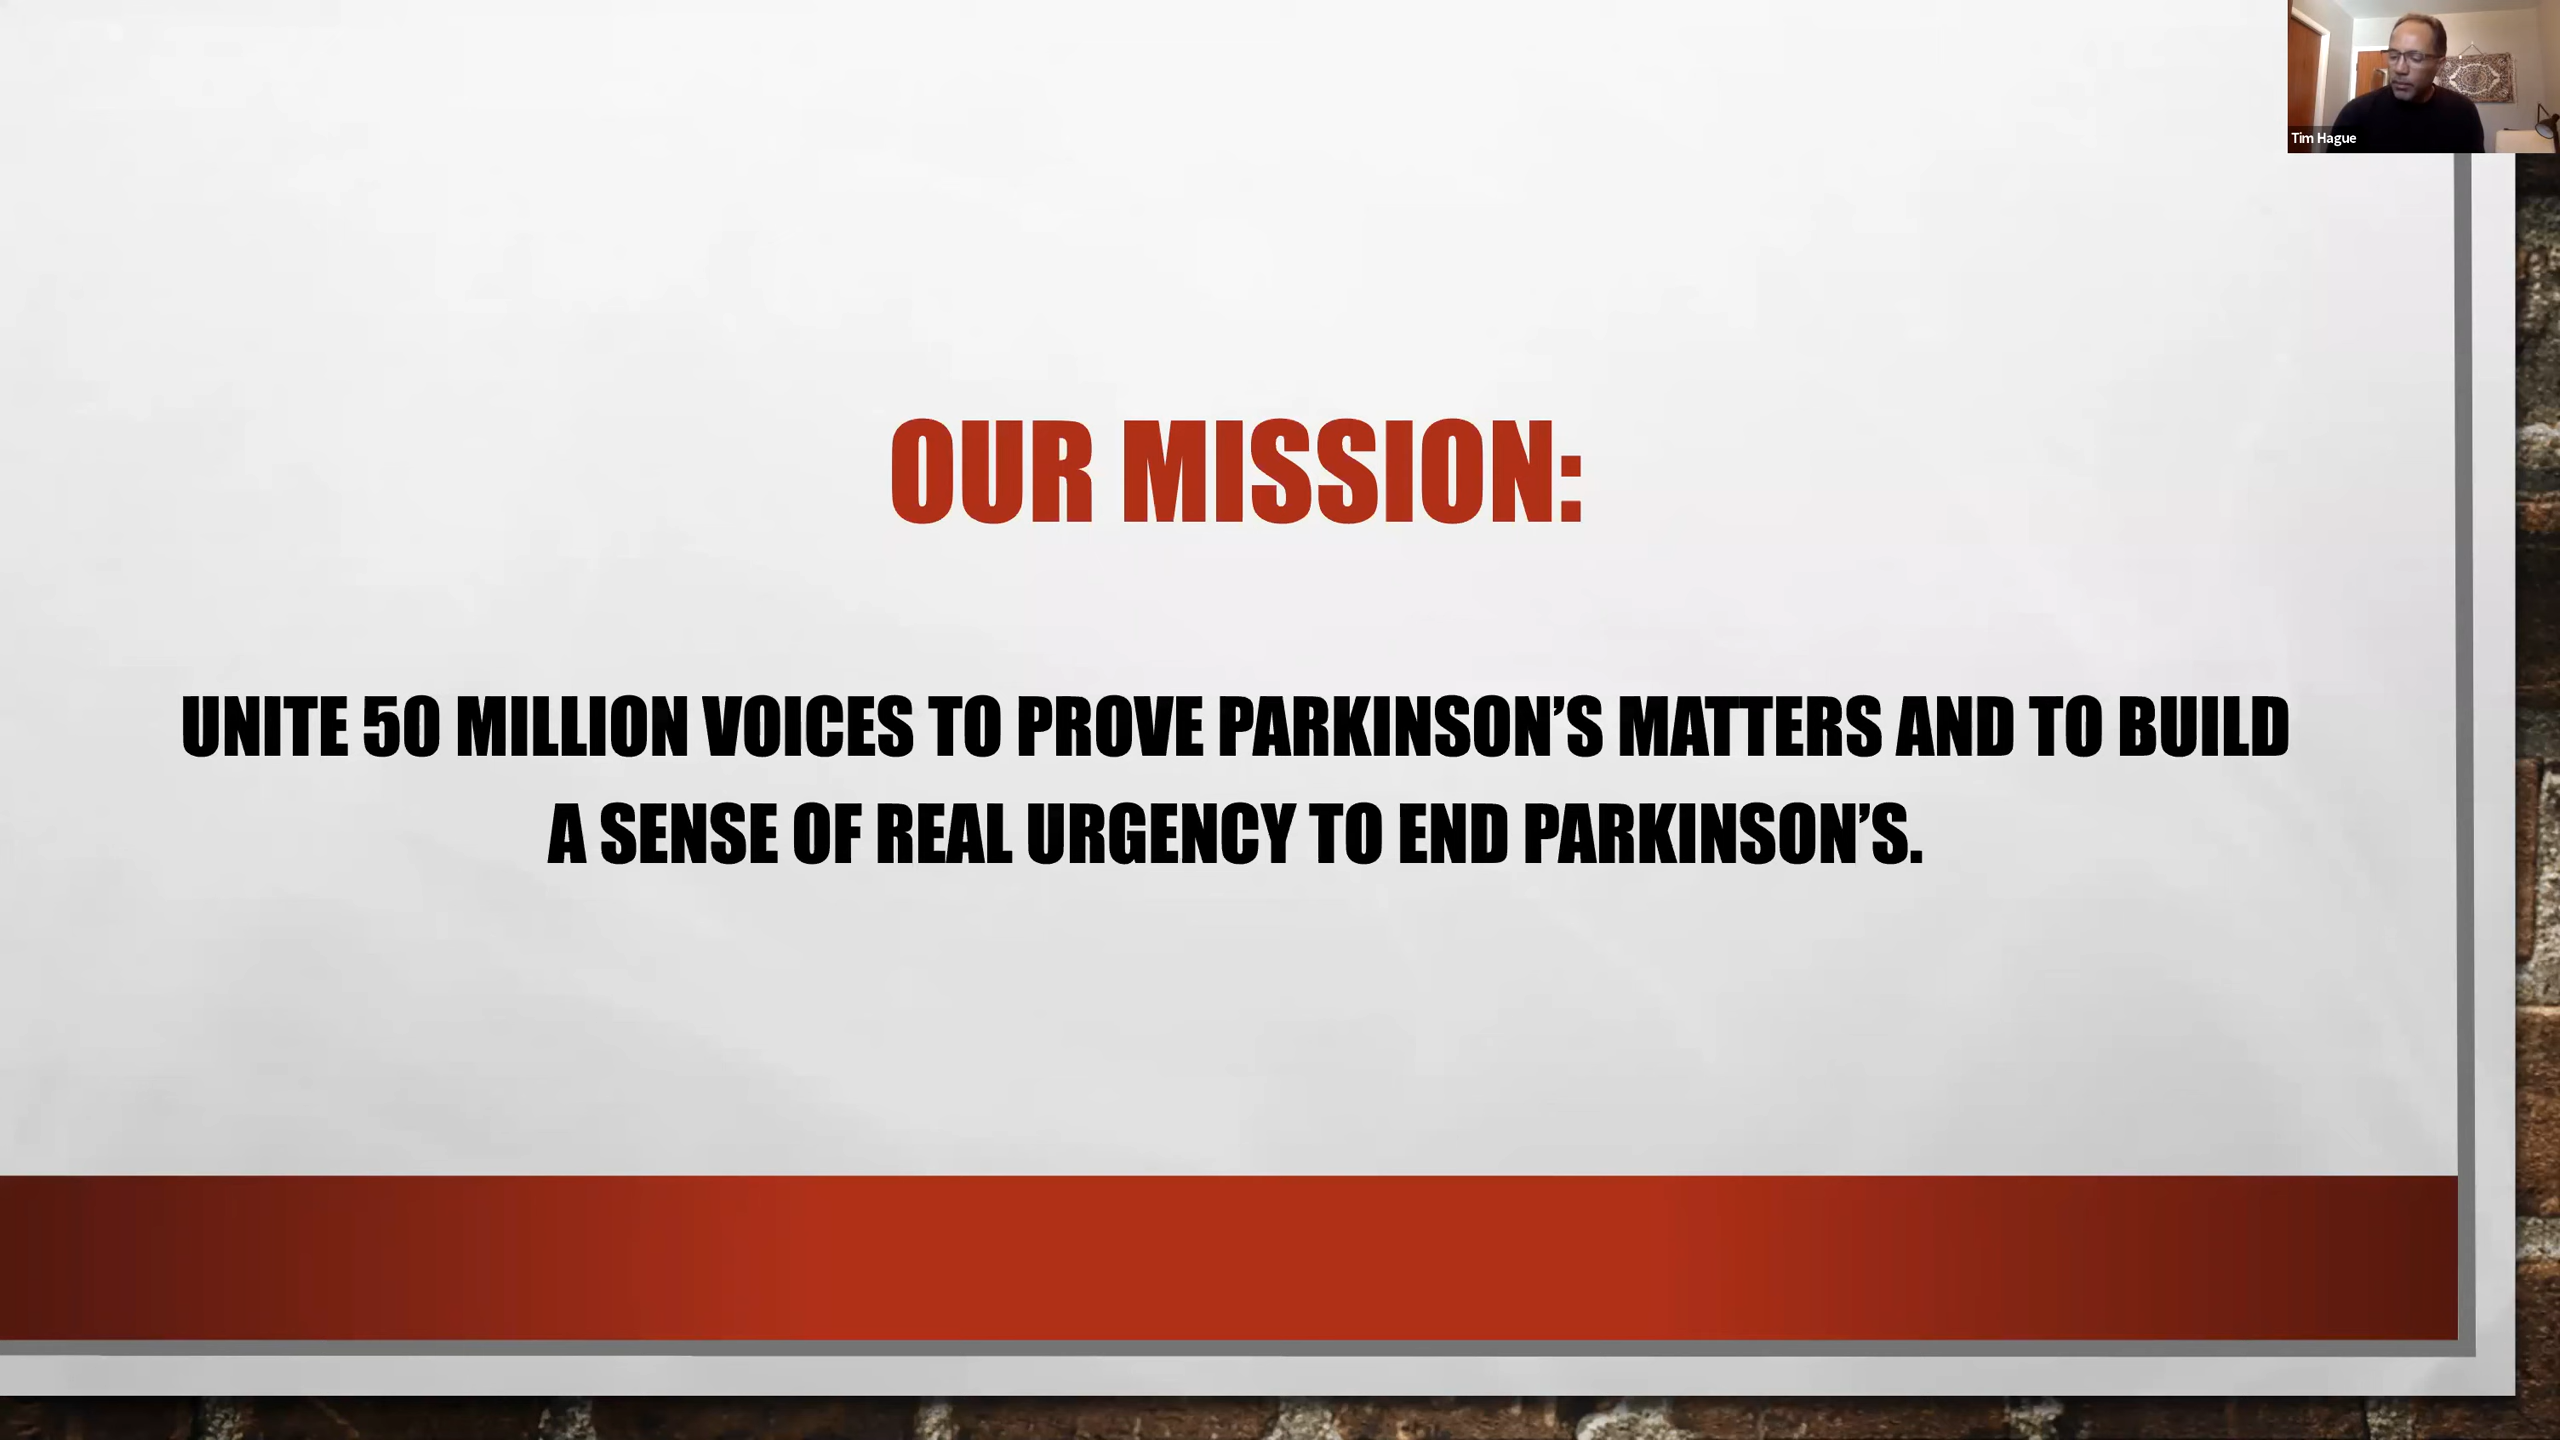 Tim Hague
OUR MISSION:
UNITE 50 MILLION VOICES TO PROVE PARKINSON’S MATTERS AND TO BUILD
A SENSE OF REAL URGENCY TO END PARKINSON’S.